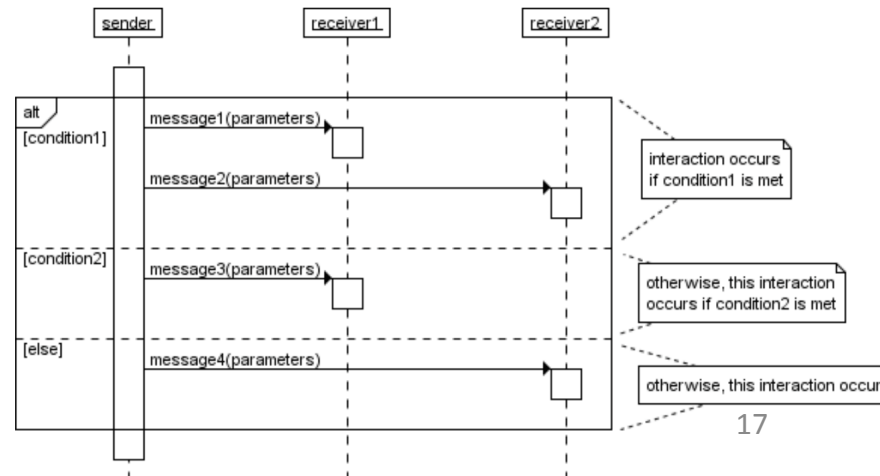 sender
receiver1
receiver2
alt
[condition1]
message1(parameters)
message2(parameters)
interaction occurs
if condition1 is met
[condition2]
message3(parameters)
otherwise, this interaction
occurs if condition2 is met
[else]
message4(parameters)
otherwise, this interaction occur
17